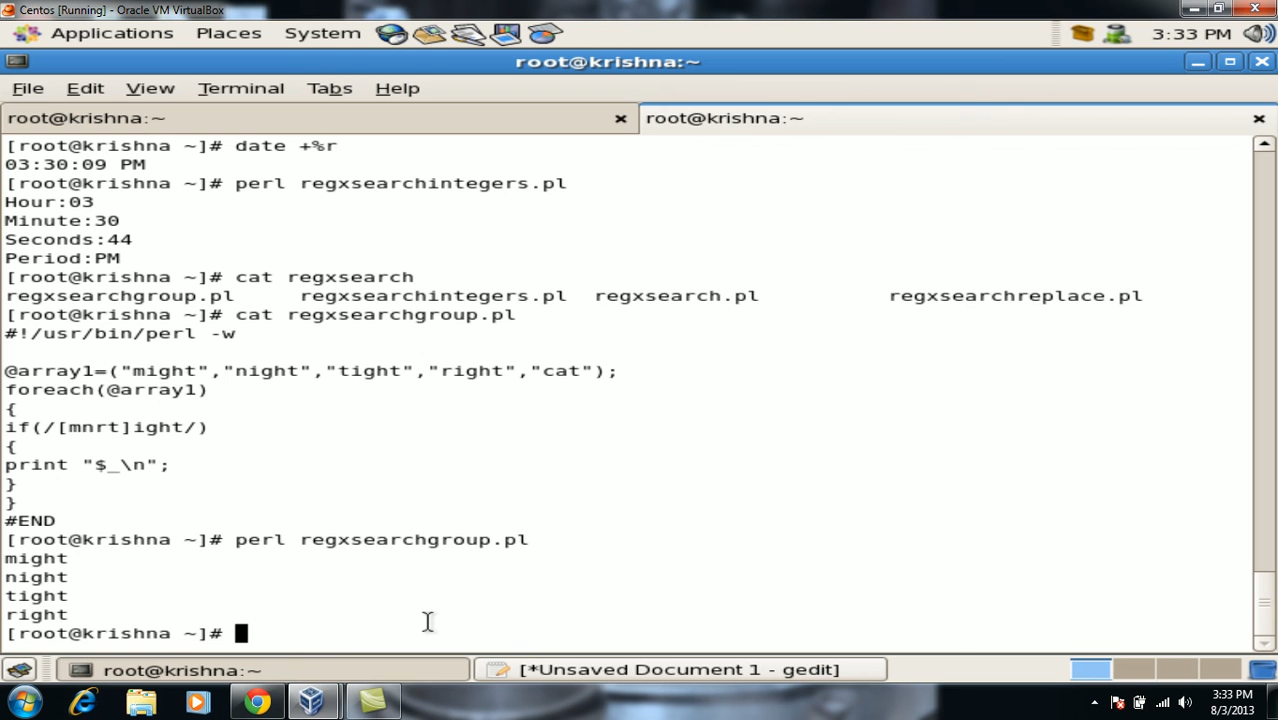 Centos [Running] - Oracle VM VirtualBox
Applications Places System 3:33 PM
root@krishna:~
File Edit View Terminal Tabs Help
root@krishna:~ root@krishna:~
[root@krishna ~]# date +%r
03:30:09 PM
[root@krishna ~]# perl regxsearchintegers.pl
Hour:03
Minute:30
Seconds:44
Period:PM
[root@krishna ~]# cat regxsearch
regxsearchgroup.pl regxsearchintegers.pl regxsearch.pl regxsearchreplace.pl
[root@krishna ~]# cat regxsearchgroup.pl
#!/usr/bin/perl -w
@array1=("might","night","tight","right","cat");
foreach(@array1)
{
if(/[mnrt]ight/)
{
print "$_\n";
}
}
#END
[root@krishna ~]# perl regxsearchgroup.pl
might
night
tight
right
[root@krishna ~]#
root@krishna:~ [*Unsaved Document 1 - gedit]
3:33 PM
8/3/2013